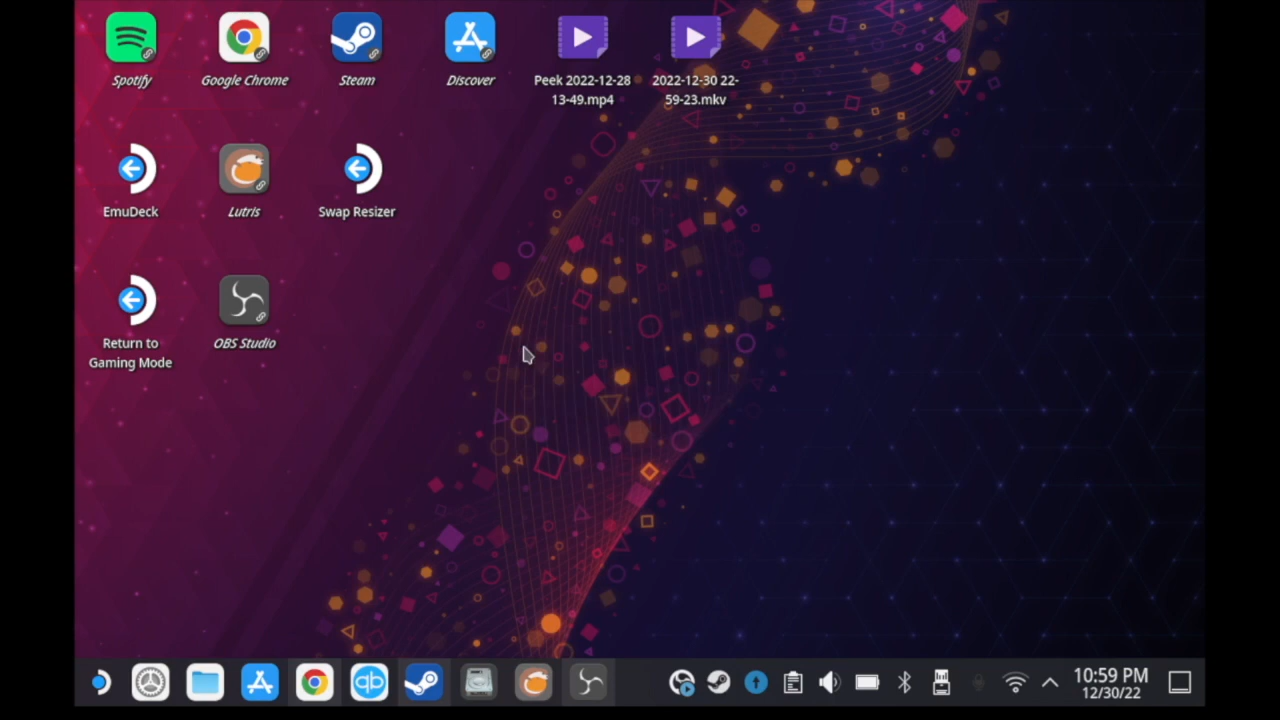 Spotify
Google Chrome
Steam
Discover
Peek 2022-12-28
13-49.mp4
2022-12-30 22-
59-23.mkv
EmuDeck
Lutris
Swap Resizer
Return to
Gaming Mode
OBS Studio
qb
10:59 PM
12/30/22